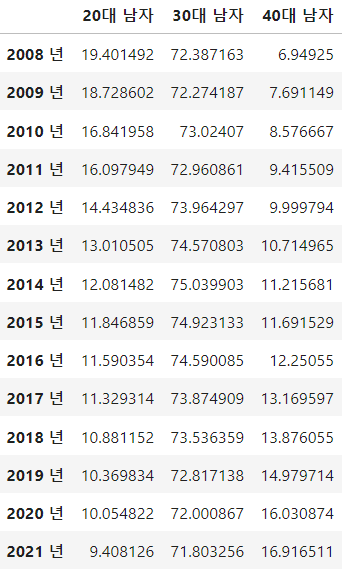 20대 남자 30대 남자 40대 남자
2008 년 19.401492 72.387163 6.94925
2009 년 18.728602 72.274187 7.691149
2010 년 16.841958 73.02407 8.576667
2011 년 16.097949 72.960861 9.415509
2012 년 14.434836 73.964297 9.999794
2013 년 13.010505 74.570803 10.714965
2014 년 12.081482 75.039903 11.215681
2015 년 11.846859 74.923133 11.691529
2016 년 11.590354 74.590085 12.25055
2017 년 11.329314 73.874909 13.169597
2018 년 10.881152 73.536359 13.876055
2019 년 10.369834 72.817138 14.979714
2020 년 10.054822 72.000867 16.030874
2021 년 9.408126 71.803256 16.916511